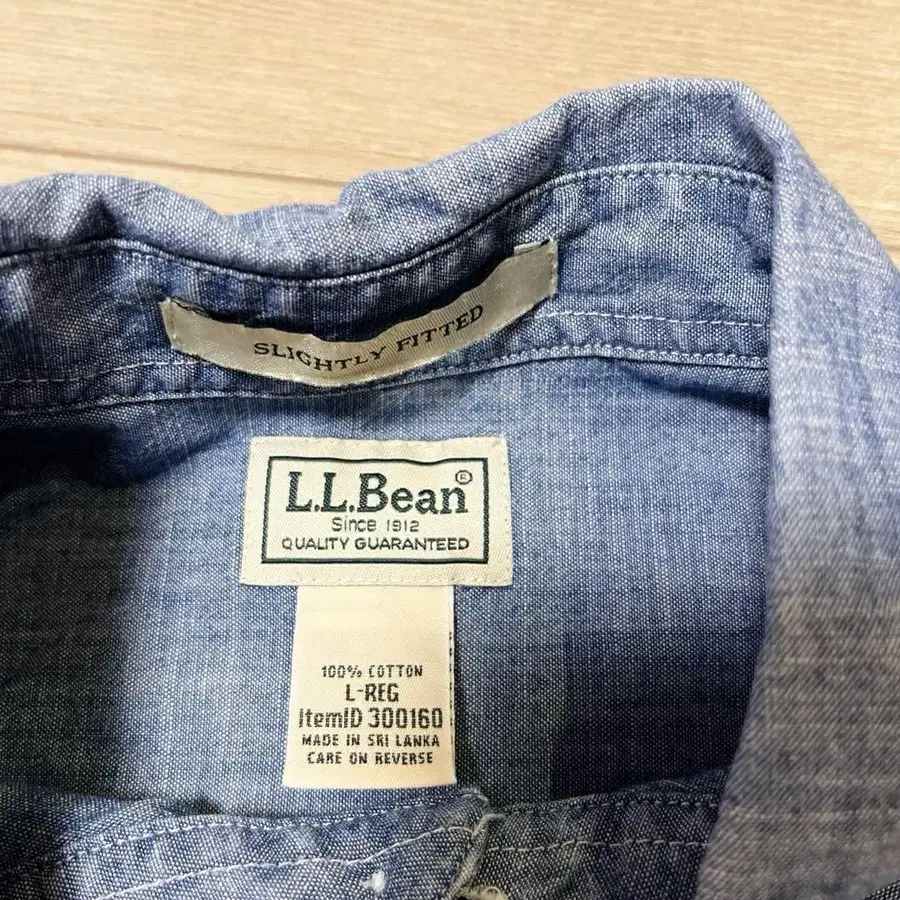 SLIGHTLY FITTED
L.L.Bean®
Since 1912
QUALITY GUARANTEED
100% COTTON
L-REG
ItemID 300160
MADE IN SRI LANKA
CARE ON REVERSE